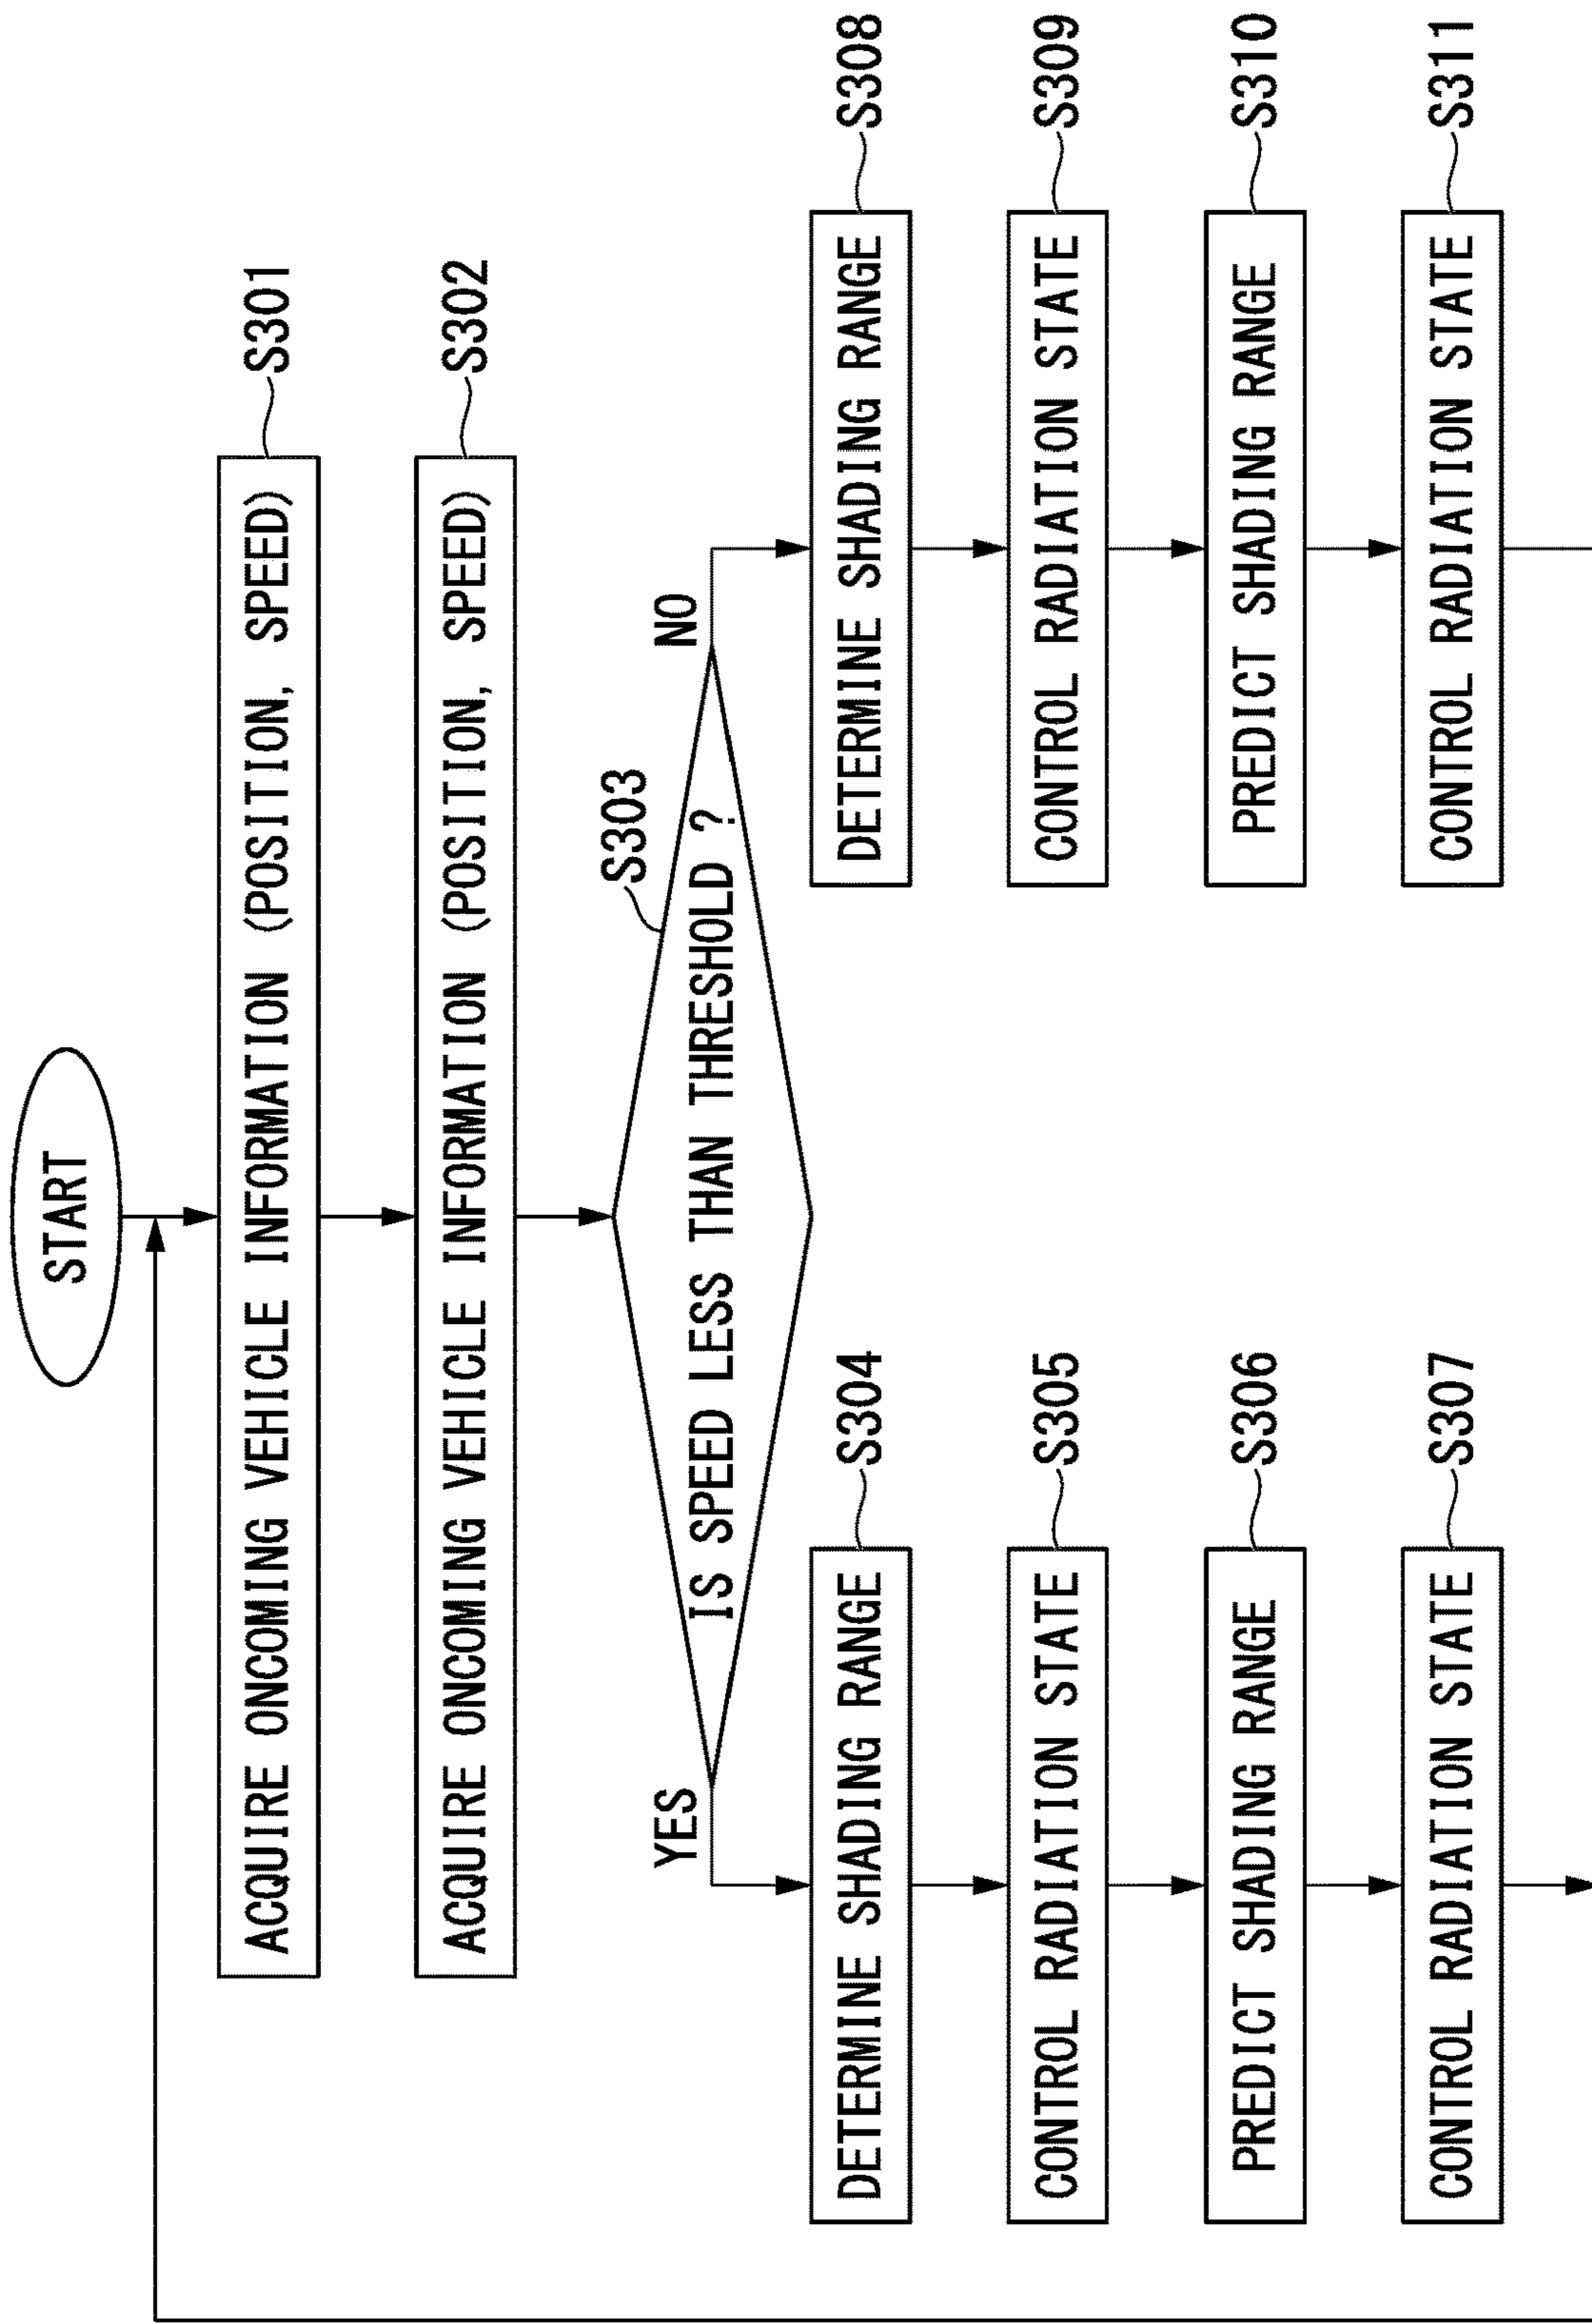 START
ACQUIRE ONCOMING VEHICLE INFORMATION (POSITION, SPEED)
S301
ACQUIRE ONCOMING VEHICLE INFORMATION (POSITION, SPEED)
S302
S303
IS SPEED LESS THAN THRESHOLD ?
YES
NO
DETERMINE SHADING RANGE
S304
CONTROL RADIATION STATE
S305
PREDICT SHADING RANGE
S306
CONTROL RADIATION STATE
S307
DETERMINE SHADING RANGE
S308
CONTROL RADIATION STATE
S309
PREDICT SHADING RANGE
S310
CONTROL RADIATION STATE
S311